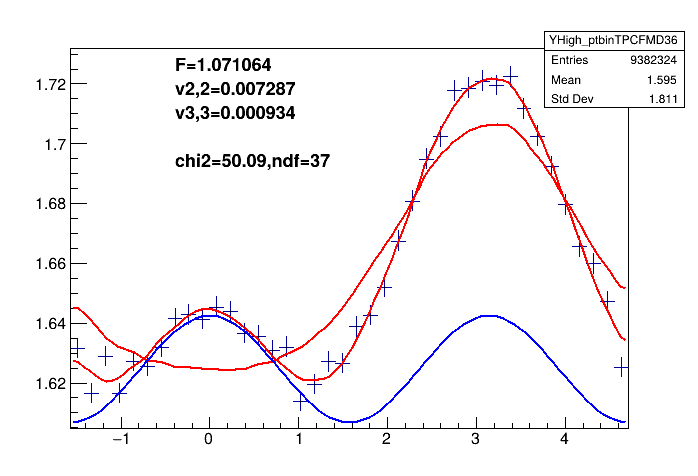 YHigh_ptbinTPCFMD36
Entries 9382324
Mean 1.595
Std Dev 1.811
F=1.071064
v2,2=0.007287
v3,3=0.000934
chi2=50.09,ndf=37
1.72
1.7
1.68
1.66
1.64
1.62
−1 0 1 2 3 4